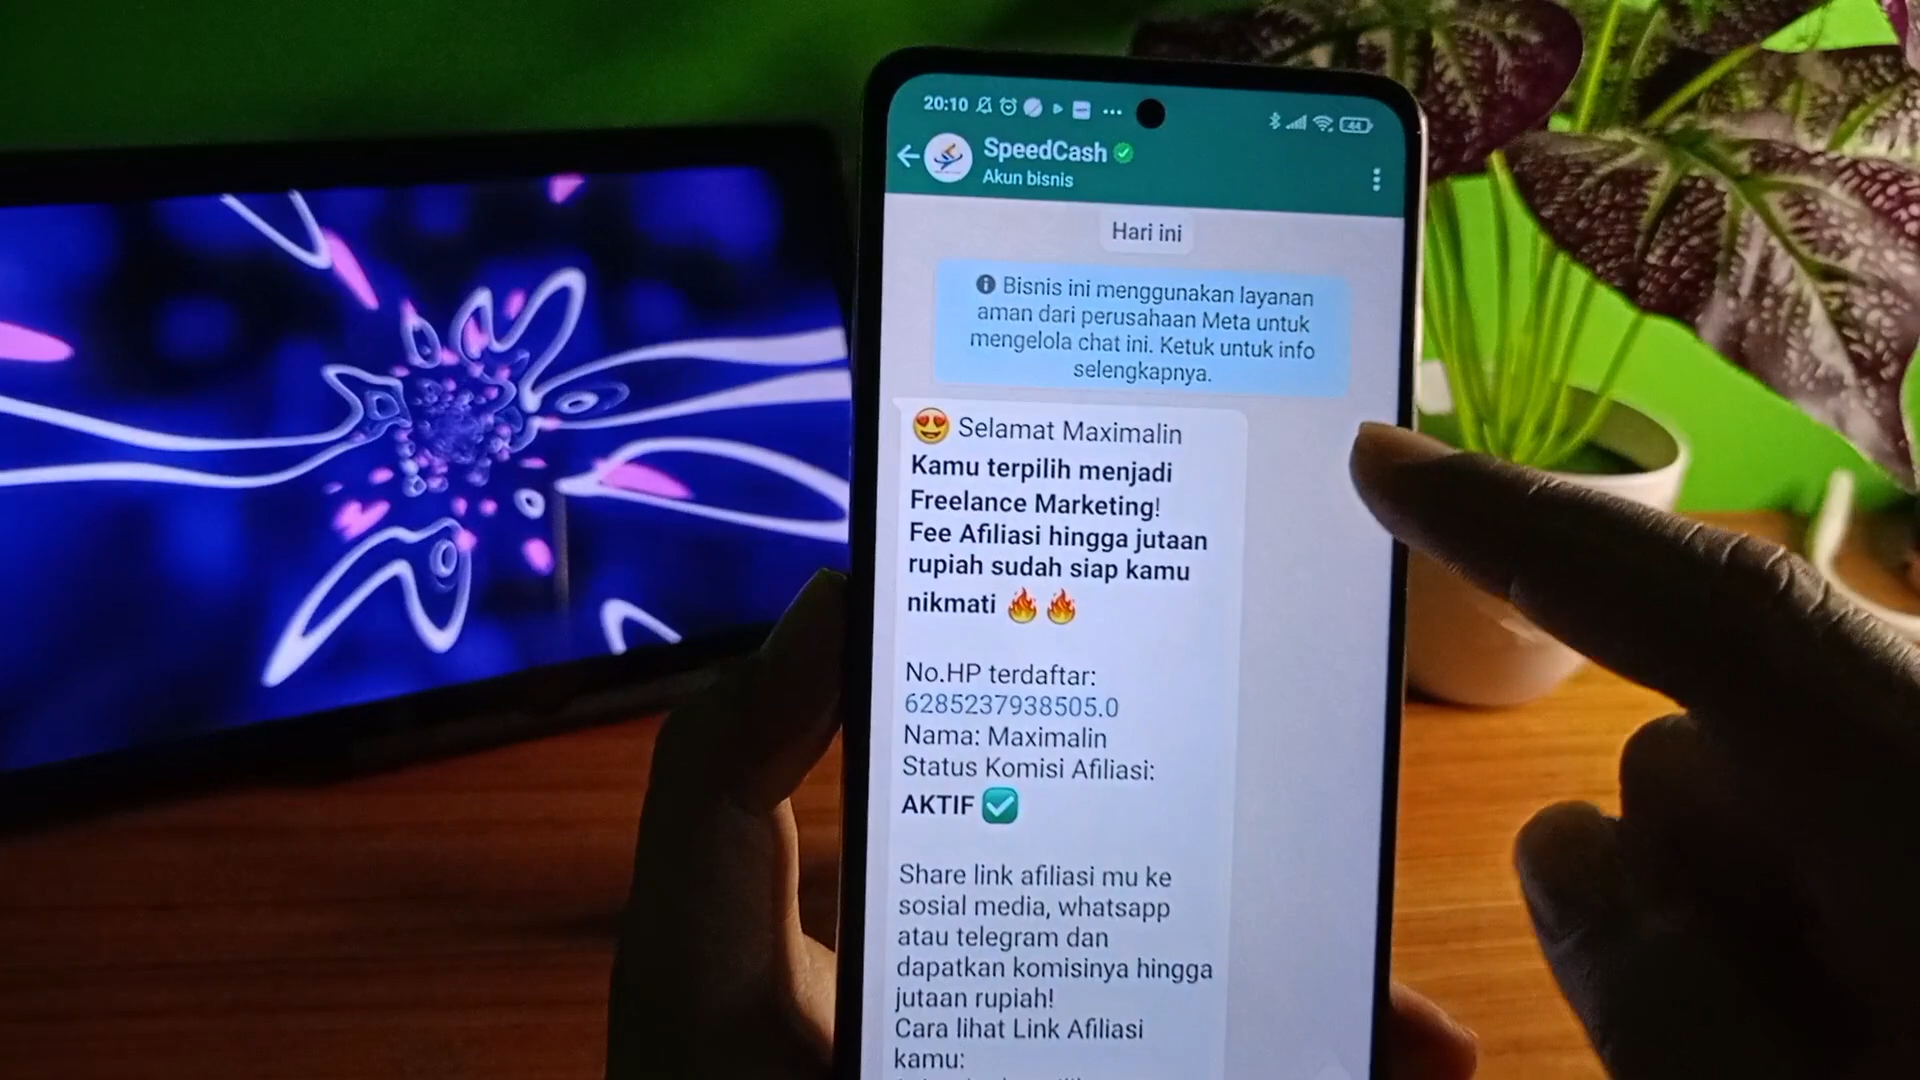 20:10
44
SpeedCash
Akun bisnis
Hari ini
Bisnis ini menggunakan layanan
aman dari perusahaan Meta untuk
mengelola chat ini. Ketuk untuk info
selengkapnya.
😍 Selamat Maximalin
Kamu terpilih menjadi
Freelance Marketing!
Fee Afiliasi hingga jutaan
rupiah sudah siap kamu
nikmati 🔥🔥
No.HP terdaftar:
6285237938505.0
Nama: Maximalin
Status Komisi Afiliasi:
AKTIF ✅
Share link afiliasi mu ke
sosial media, whatsapp
atau telegram dan
dapatkan komisinya hingga
jutaan rupiah!
Cara lihat Link Afiliasi
kamu: